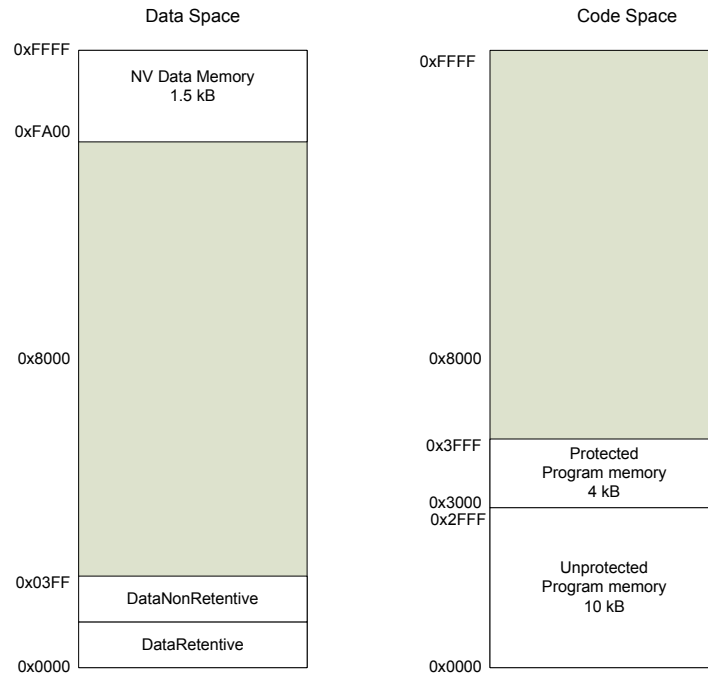 Data Space
0xFFFF
NV Data Memory
1.5 kB
0xFA00
0x8000
0x03FF
DataNonRetentive
DataRetentive
0x0000
Code Space
0xFFFF
0x8000
0x3FFF
Protected
Program memory
4 kB
0x3000
0x2FFF
Unprotected
Program memory
10 kB
0x0000